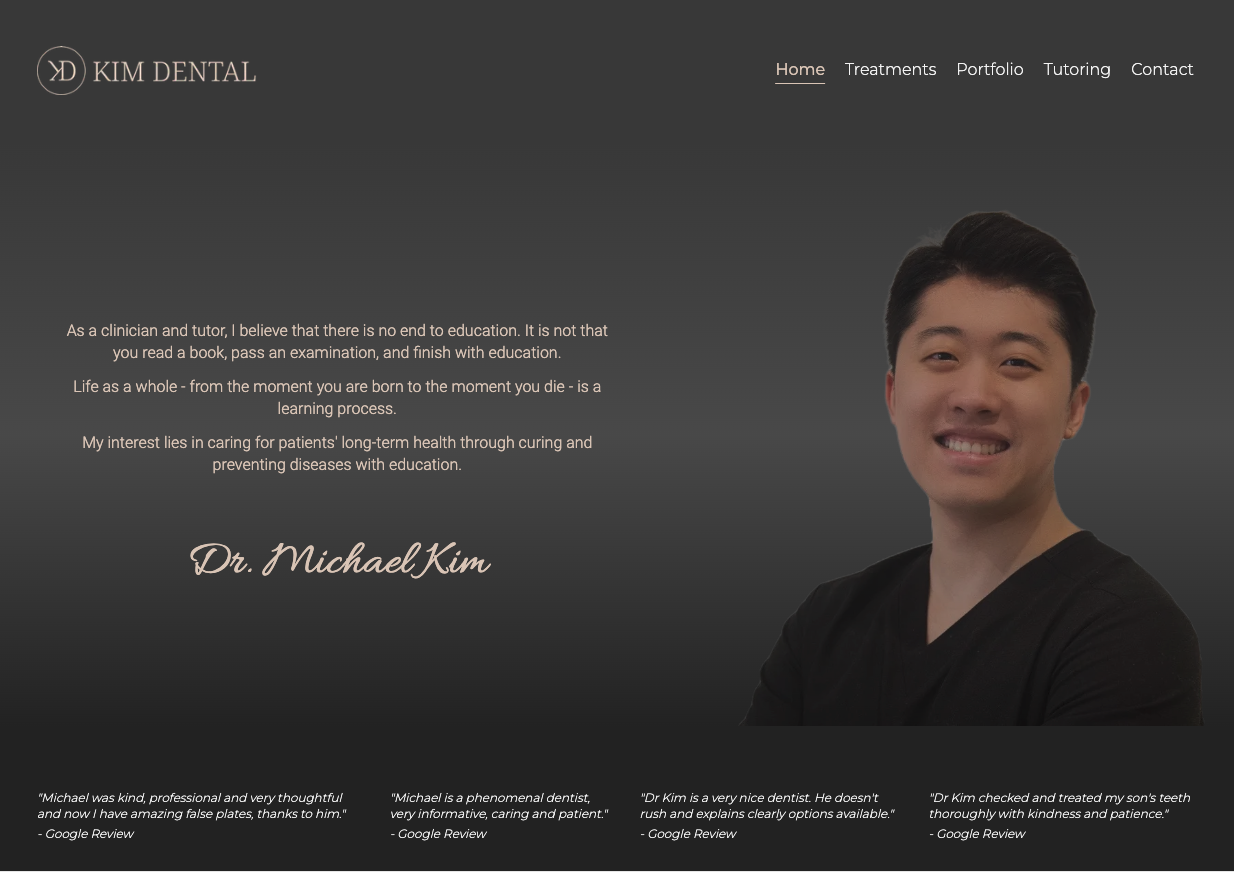 KD KIM DENTAL
Home Treatments Portfolio Tutoring Contact
As a clinician and tutor, I believe that there is no end to education. It is not that
you read a book, pass an examination, and finish with education.
Life as a whole - from the moment you are born to the moment you die - is a
learning process.
My interest lies in caring for patients' long-term health through curing and
preventing diseases with education.
Dr. Michael Kim
"Michael was kind, professional and very thoughtful
and now I have amazing false plates, thanks to him."
- Google Review
"Michael is a phenomenal dentist,
very informative, caring and patient."
- Google Review
"Dr Kim is a very nice dentist. He doesn't
rush and explains clearly options available."
- Google Review
"Dr Kim checked and treated my son's teeth
thoroughly with kindness and patience."
- Google Review